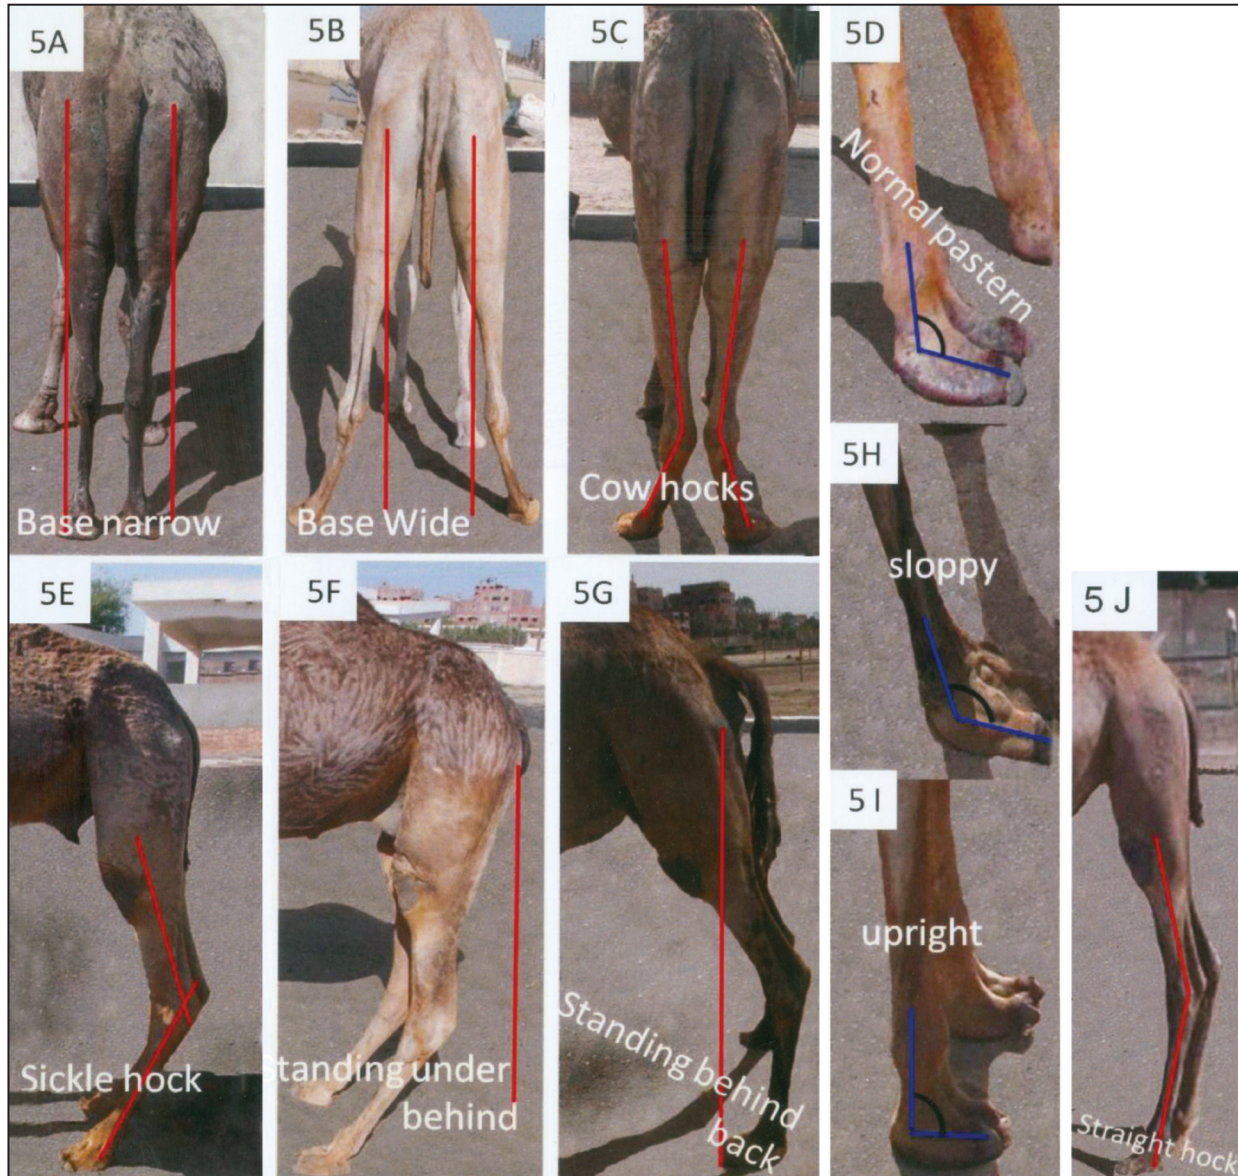 5A
Base narrow
5B
Base Wide
5C
Cow hocks
5D
Normal pastern
5H
sloppy
5E
Sickle hock
5F
Standing under
behind
5G
Standing behind
back
5 I
upright
5 J
Straight hock